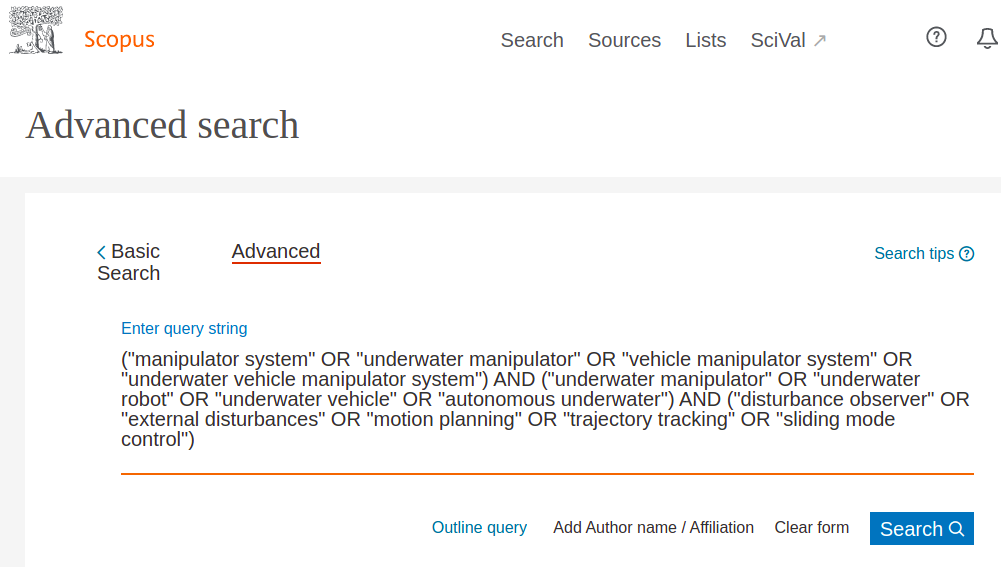 Scopus
Search Sources Lists SciVal ↗
Advanced search
Basic
Search
Advanced
Search tips
Enter query string
("manipulator system" OR "underwater manipulator" OR "vehicle manipulator system" OR
"underwater vehicle manipulator system") AND ("underwater manipulator" OR "underwater
robot" OR "underwater vehicle" OR "autonomous underwater") AND ("disturbance observer" OR
"external disturbances" OR "motion planning" OR "trajectory tracking" OR "sliding mode
control")
Outline query Add Author name / Affiliation Clear form Search